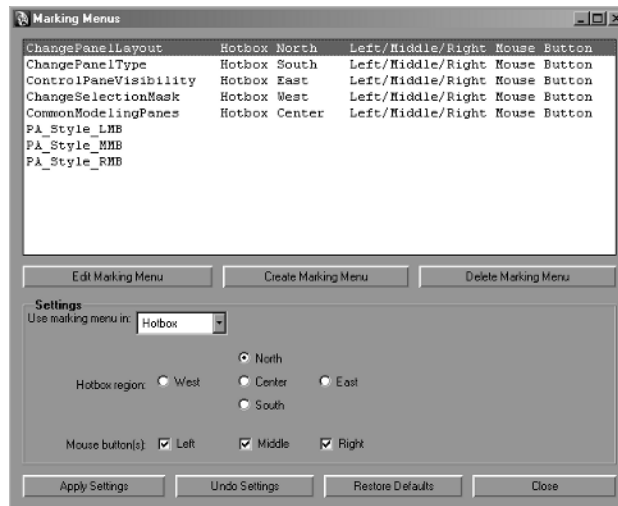 Marking Menus
ChangePanelLayout Hotbox North Left/Middle/Right Mouse Button
ChangePanelType Hotbox South Left/Middle/Right Mouse Button
ControlPaneVisibility Hotbox East Left/Middle/Right Mouse Button
ChangeSelectionMask Hotbox West Left/Middle/Right Mouse Button
CommonModelingPanes Hotbox Center Left/Middle/Right Mouse Button
PA_Style_LMB
PA_Style_MMB
PA_Style_RMB
Edit Marking Menu Create Marking Menu Delete Marking Menu
Settings
Use marking menu in: Hotbox
North
Hotbox region: West Center East
South
Mouse button(s): Left Middle Right
Apply Settings Undo Settings Restore Defaults Close